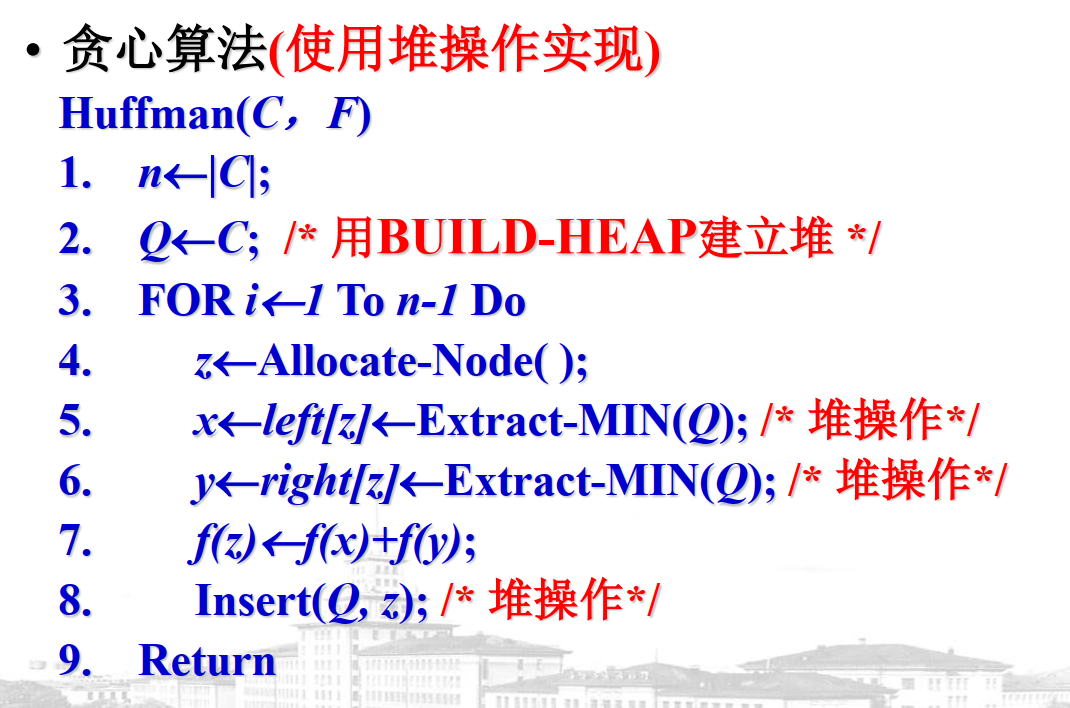 • 贪心算法(使用堆操作实现)
Huffman(C，F)
1. n←|C|;
2. Q←C; /* 用BUILD-HEAP建立堆 */
3. FOR i←1 To n-1 Do
4. z←Allocate-Node( );
5. x←left[z]←Extract-MIN(Q); /* 堆操作*/
6. y←right[z]←Extract-MIN(Q); /* 堆操作*/
7. f(z)←f(x)+f(y);
8. Insert(Q, z); /* 堆操作*/
9. Return